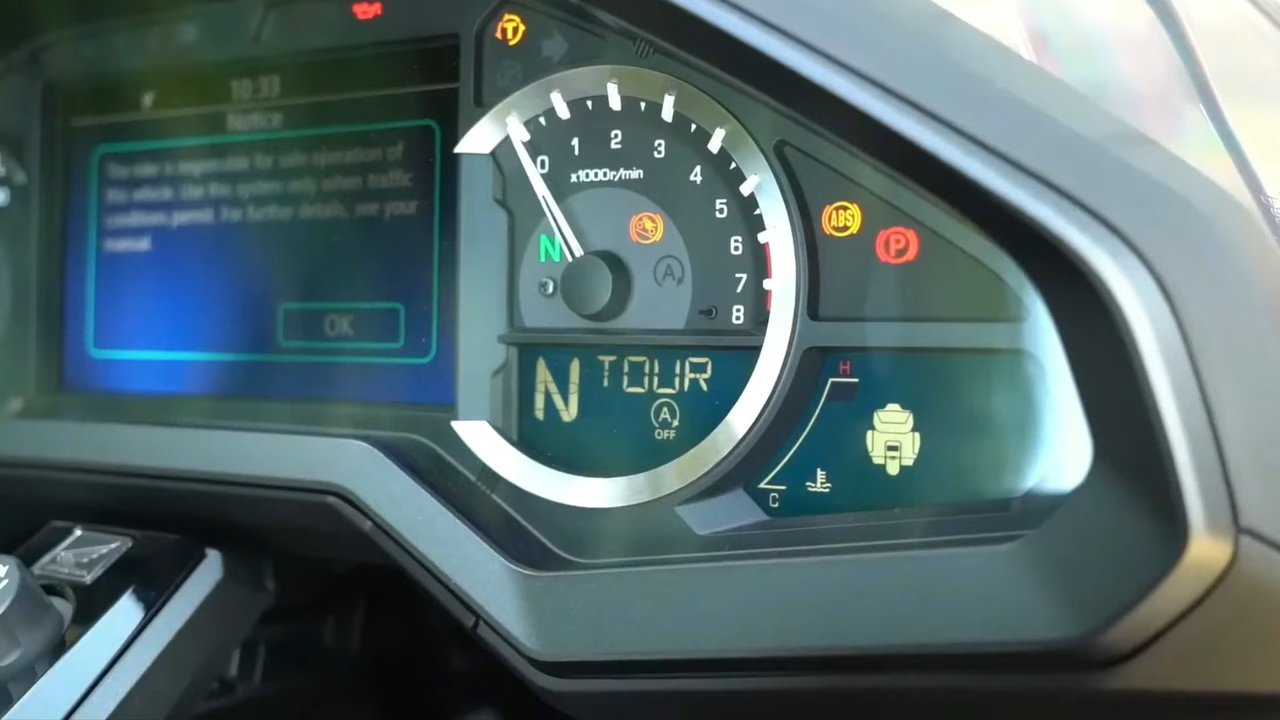 10:33
Notice
The rider is responsible for safe operation of
this vehicle. Use this system only when traffic
conditions permit. For further details, see your
manual.
OK
T
0 1 2 3 4 5 6 7 8
x1000r/min
N
A
ABS
P
N TOUR
A
OFF
H
C